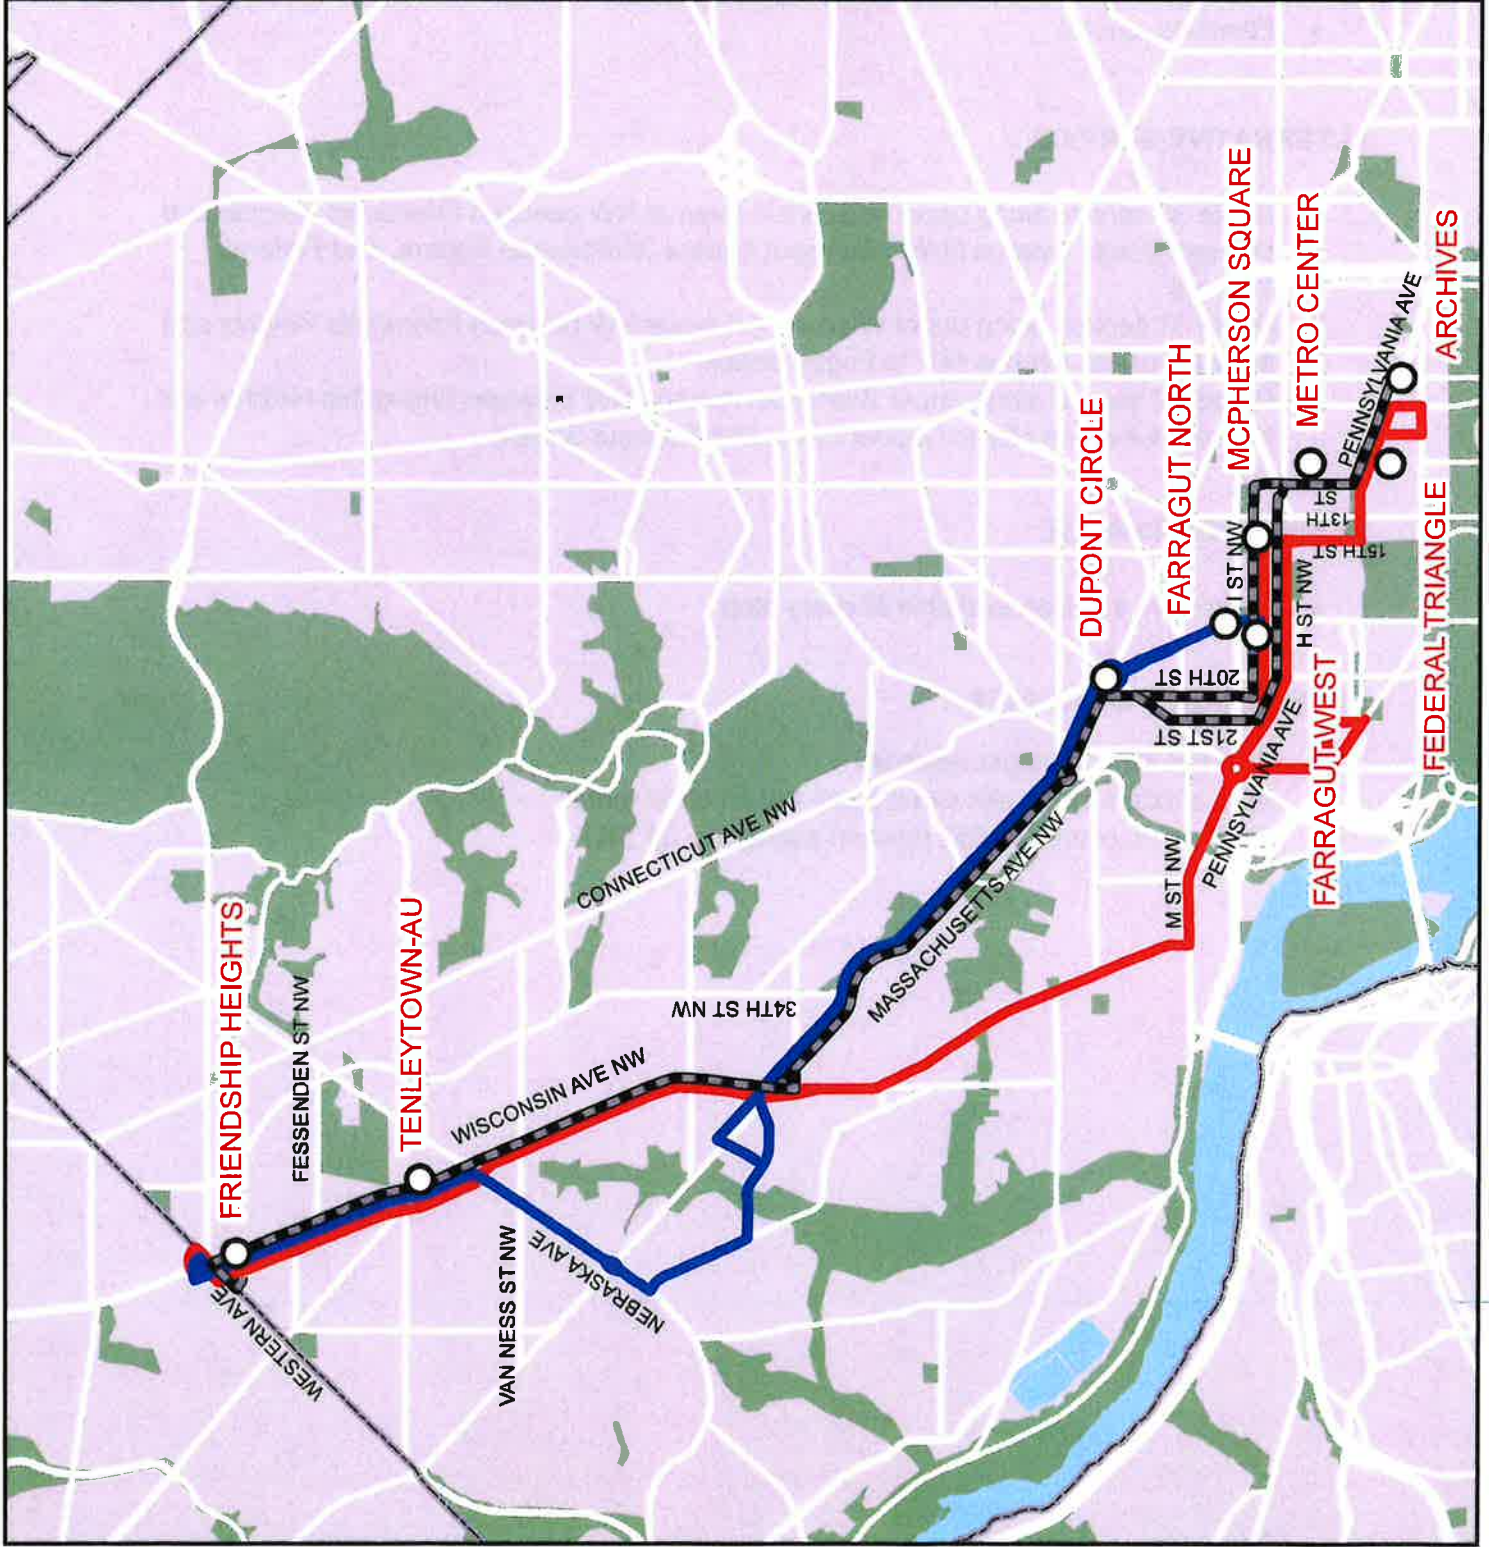 FRIENDSHIP HEIGHTS
WESTERN AVE
FESSENDEN ST NW
TENLEYTOWN-AU
WISCONSIN AVE NW
VAN NESS ST NW
NEBRASKA AVE
34TH ST NW
CONNECTICUT AVE NW
MASSACHUSETTS AVE NW
DUPONT CIRCLE
FARRAGUT NORTH
MCPHERSON SQUARE
METRO CENTER
ARCHIVES
PENNSYLVANIA AVE
13TH
ST
15TH ST
I ST NW
H ST NW
20TH ST
21ST ST
PENNSYLVANIA AVE
M ST NW
FARRAGUT WEST
FEDERAL TRIANGLE